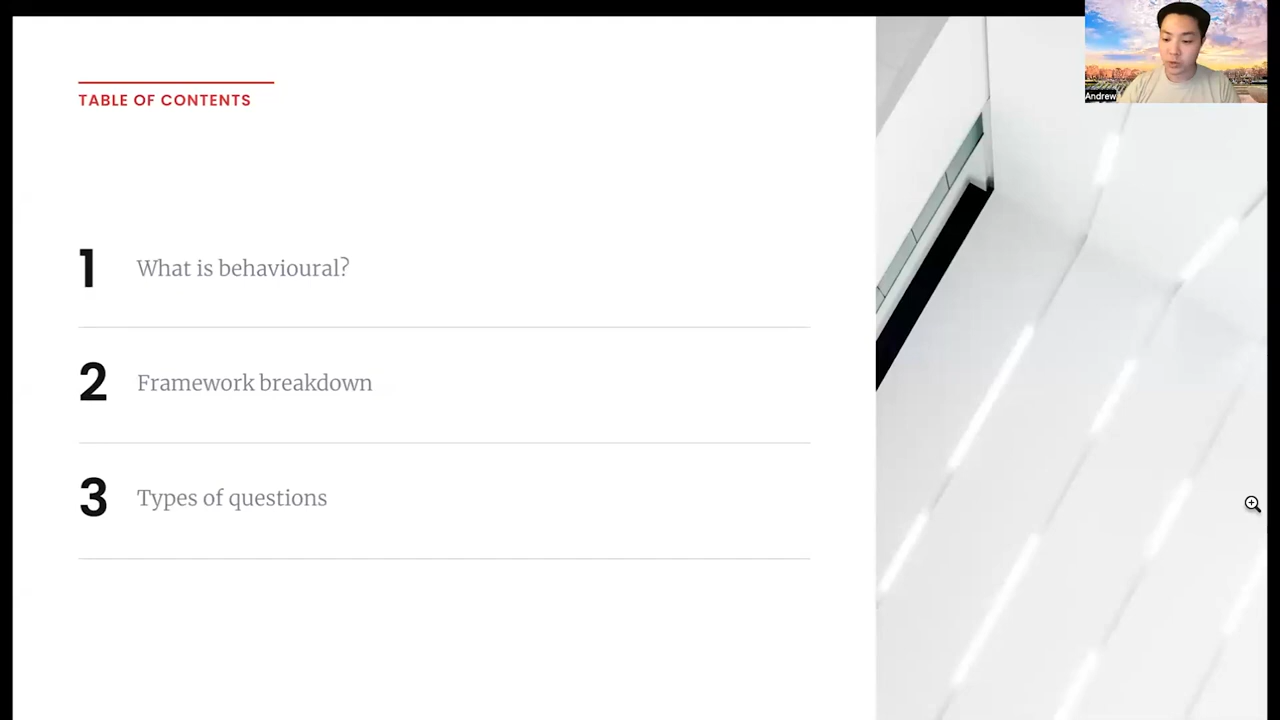 TABLE OF CONTENTS
1 What is behavioural?
2 Framework breakdown
3 Types of questions
Andrew